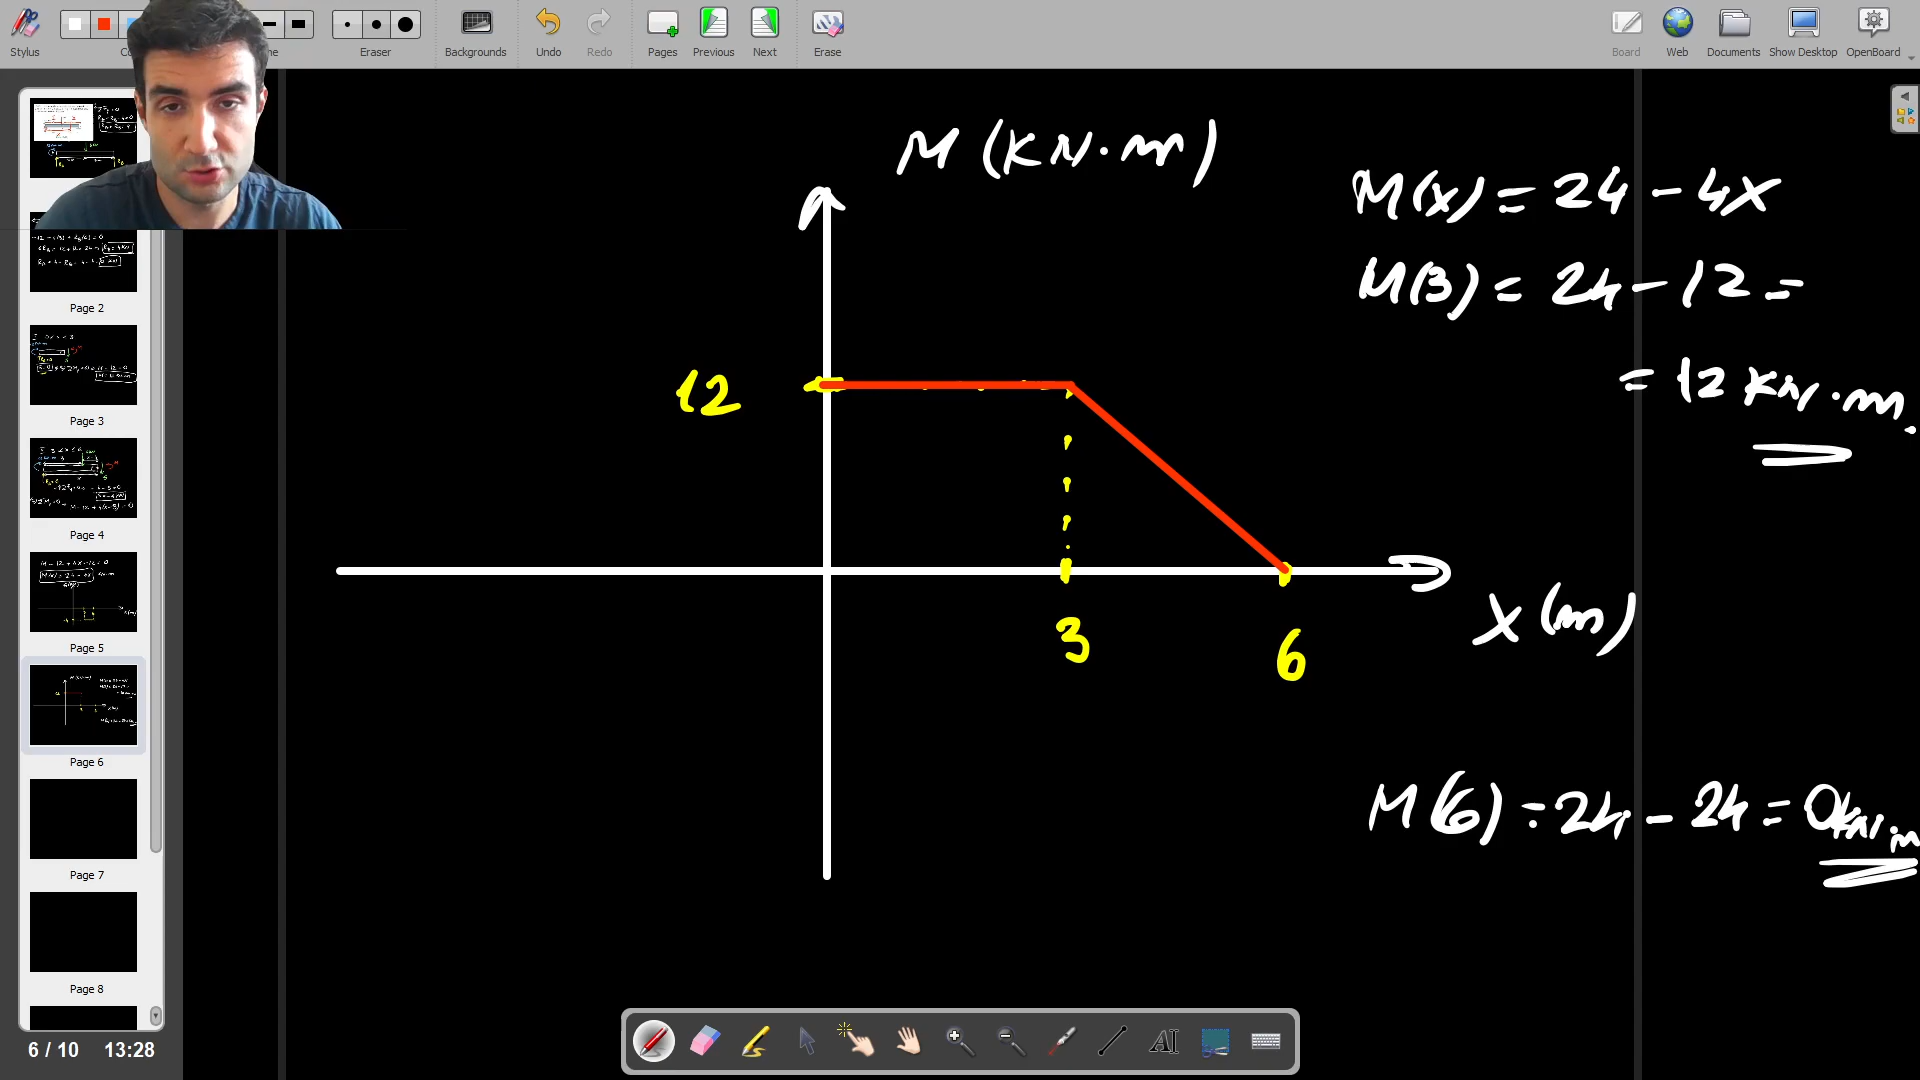 Stylus
Eraser
Backgrounds
Undo
Redo
Pages
Previous
Next
Erase
Board
Web
Documents
Show Desktop
OpenBoard
M (KN·m)
M(x) = 24 - 4X
M(3) = 24 - 12 =
= 12 KN·m
12
3
6
X (m)
M(6) = 24 - 24 = 0 KN·m
Page 2
Page 3
Page 4
Page 5
Page 6
Page 7
Page 8
6 / 10
13:28